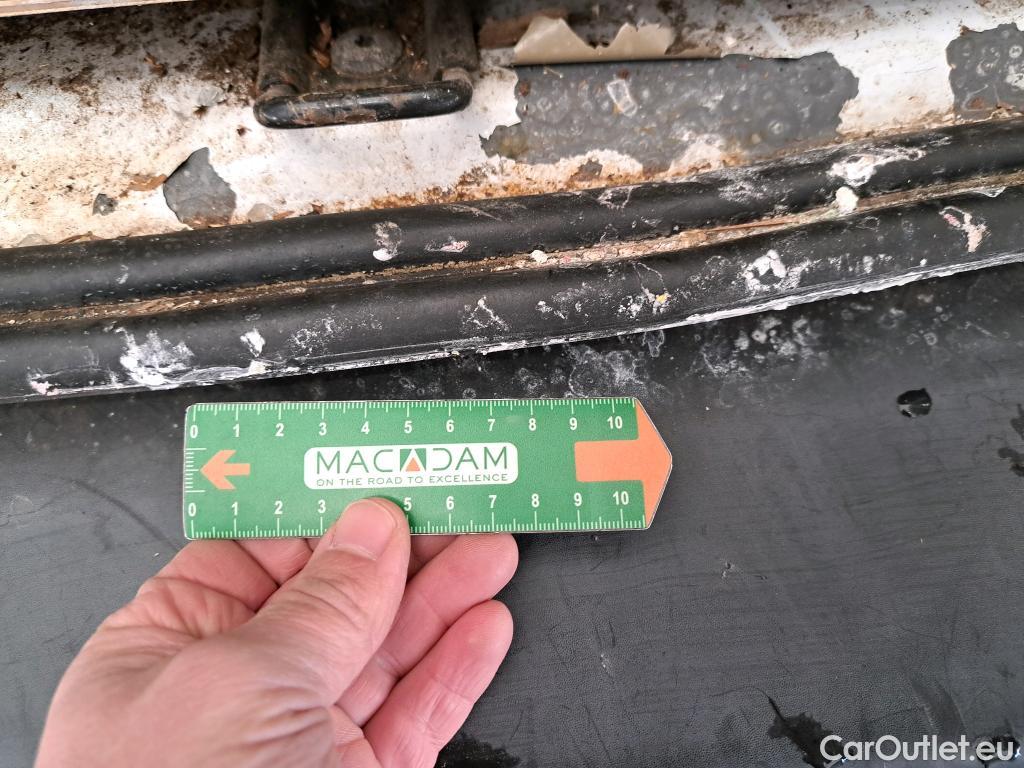 0 1 2 3 4 5 6 7 8 9 10
MACADAM
ON THE ROAD TO EXCELLENCE
0 1 2 3 5 6 7 8 9 10
CarOutlet.eu